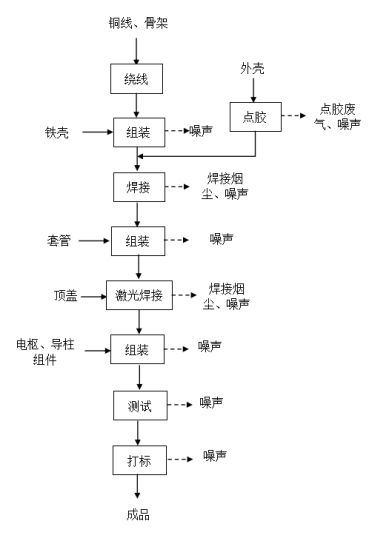 铜线、骨架
绕线
外壳
点胶
点胶废
气、噪声
铁壳
组装
噪声
焊接
焊接烟
尘、噪声
套管
组装
噪声
顶盖
激光焊接
焊接烟
尘、噪声
电枢、导柱
组件
组装
噪声
测试
噪声
打标
噪声
成品